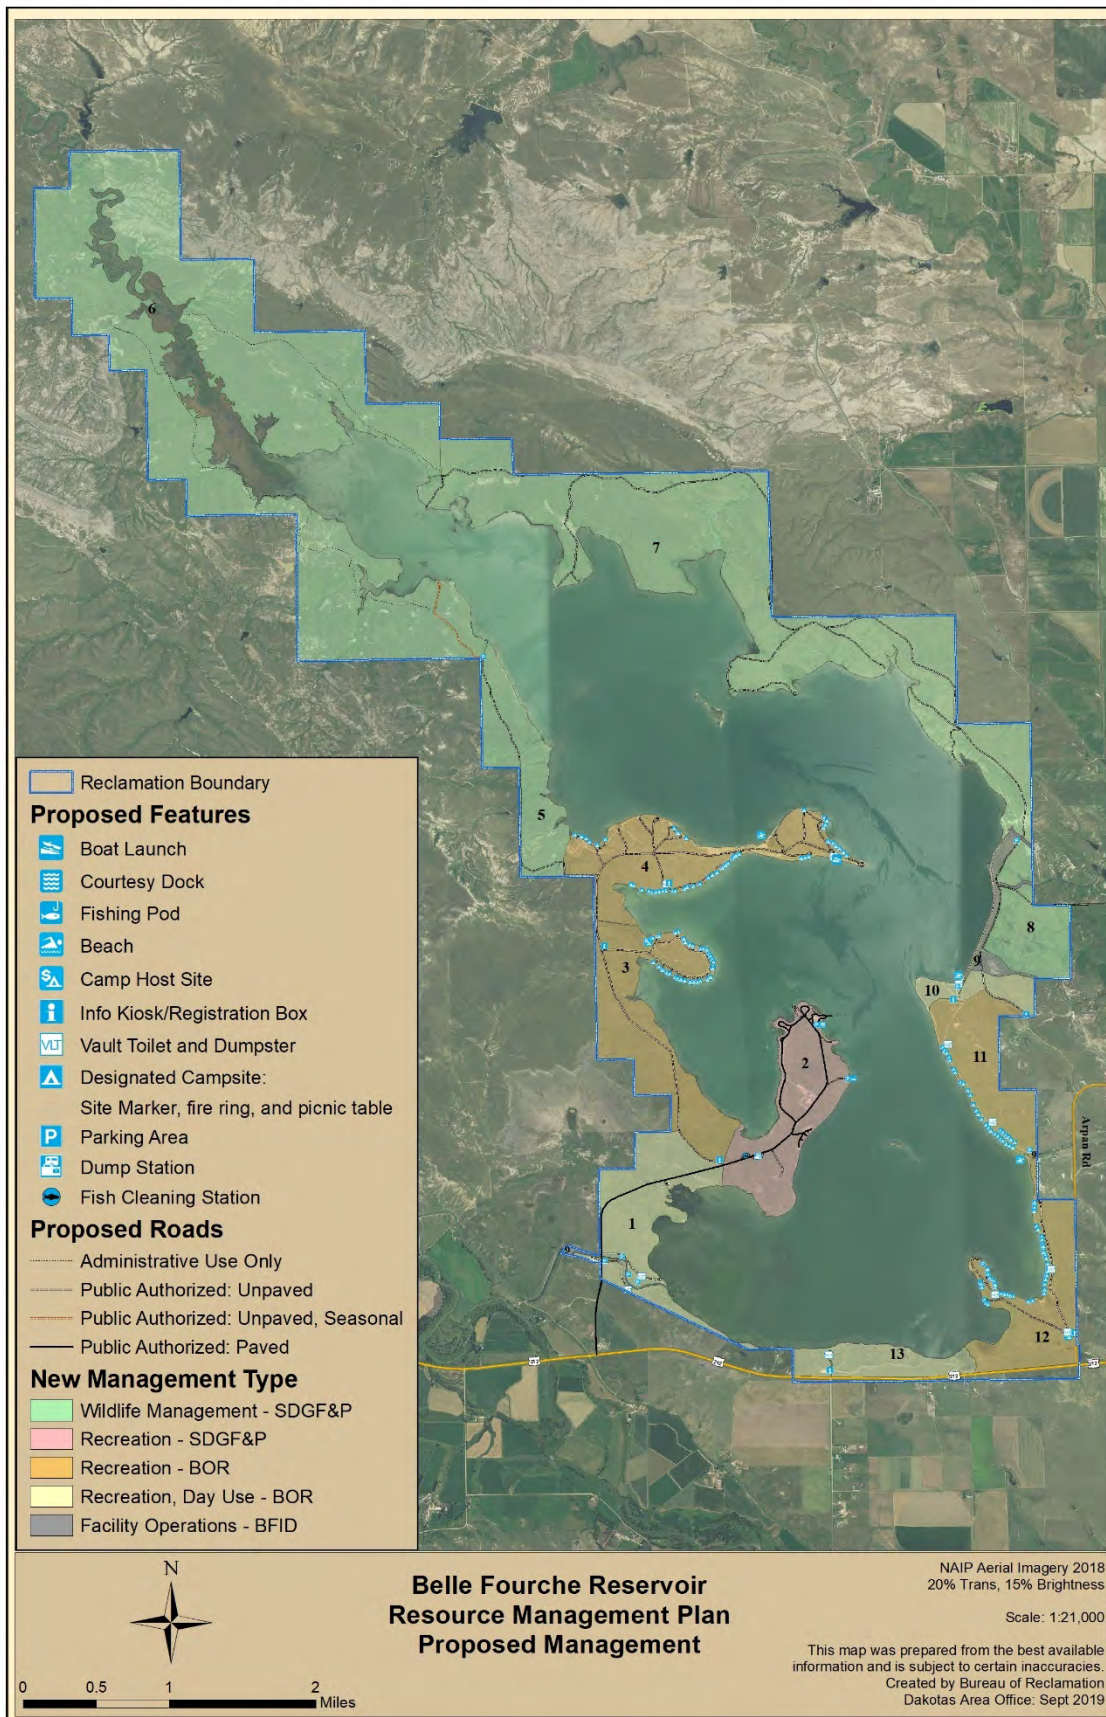 6
7
5
4
8
3
9
10
2
11
Arpan Rd
1
9
9
12
13
212
Reclamation Boundary
Proposed Features
Boat Launch
Courtesy Dock
Fishing Pod
Beach
$ Camp Host Site
i Info Kiosk/Registration Box
VLT Vault Toilet and Dumpster
Designated Campsite:
Site Marker, fire ring, and picnic table
P Parking Area
Dump Station
Fish Cleaning Station
Proposed Roads
Administrative Use Only
Public Authorized: Unpaved
Public Authorized: Unpaved, Seasonal
Public Authorized: Paved
New Management Type
Wildlife Management - SDGF&P
Recreation - SDGF&P
Recreation - BOR
Recreation, Day Use - BOR
Facility Operations - BFID
N
0 0.5 1 2
Miles
Belle Fourche Reservoir
Resource Management Plan
Proposed Management
NAIP Aerial Imagery 2018
20% Trans, 15% Brightness
Scale: 1:21,000
This map was prepared from the best available
information and is subject to certain inaccuracies.
Created by Bureau of Reclamation
Dakotas Area Office: Sept 2019